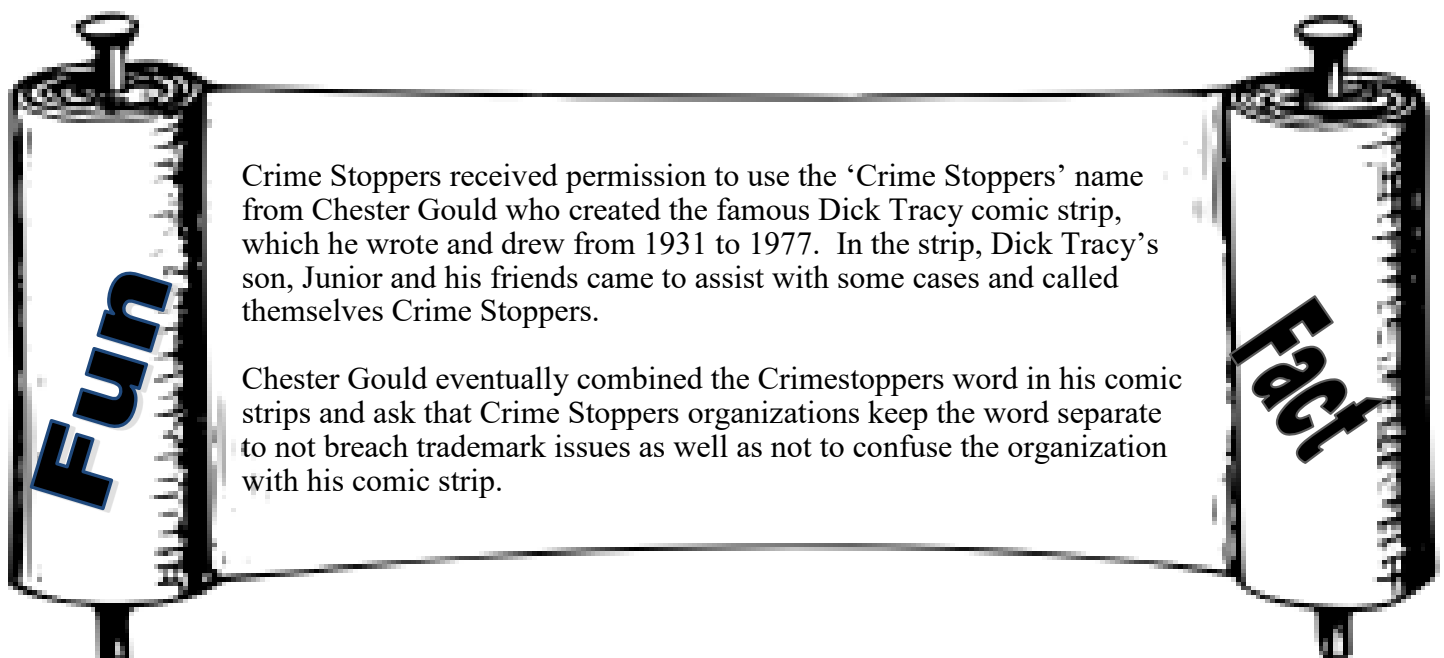 Crime Stoppers received permission to use the ‘Crime Stoppers’ name
from Chester Gould who created the famous Dick Tracy comic strip,
which he wrote and drew from 1931 to 1977.  In the strip, Dick Tracy’s
son, Junior and his friends came to assist with some cases and called
themselves Crime Stoppers.
Chester Gould eventually combined the Crimestoppers word in his comic
strips and ask that Crime Stoppers organizations keep the word separate
to not breach trademark issues as well as not to confuse the organization
with his comic strip.
Fun
Fact